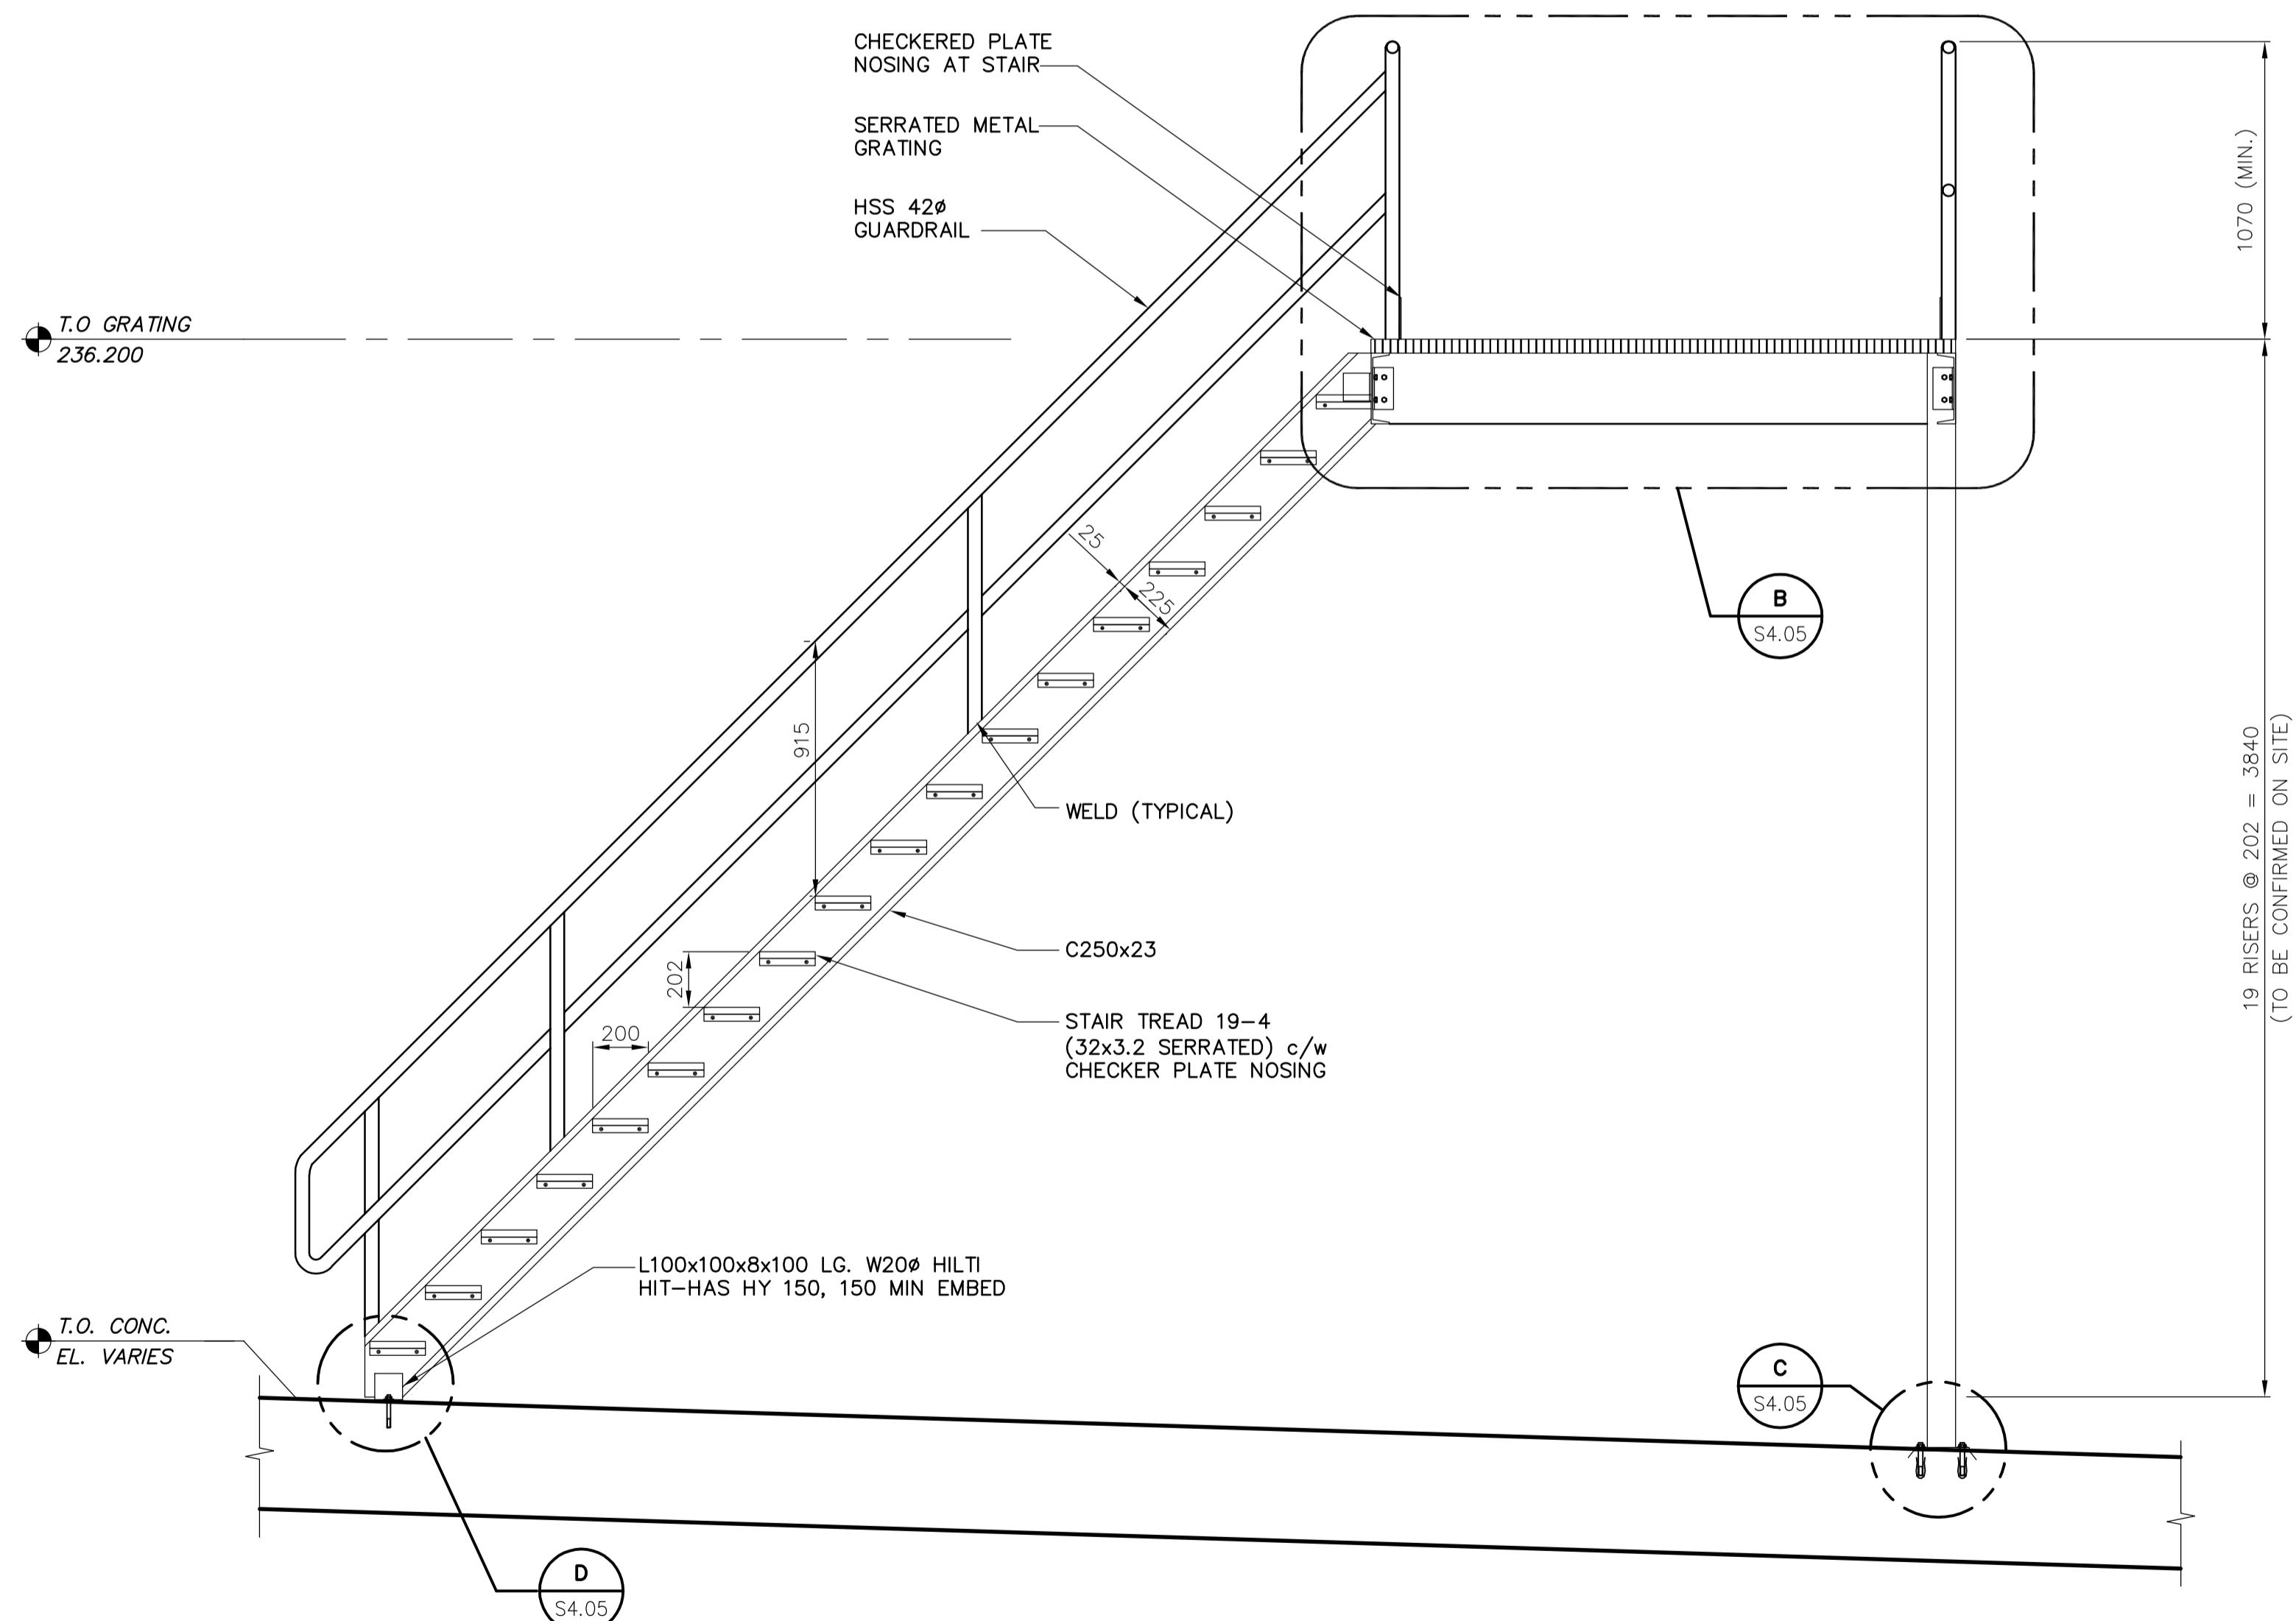 CHECKERED PLATE
NOSING AT STAIR
SERRATED METAL
GRATING
HSS 42ø
GUARDRAIL
1070 (MIN.)
T.O GRATING
236.200
25
225
B
S4.05
915
WELD (TYPICAL)
19 RISERS @ 202 = 3840
(TO BE CONFIRMED ON SITE)
C250x23
202
STAIR TREAD 19-4
(32x3.2 SERRATED) c/w
CHECKER PLATE NOSING
200
L100x100x8x100 LG. W20ø HILTI
HIT-HAS HY 150, 150 MIN EMBED
T.O. CONC.
EL. VARIES
C
S4.05
D
S4.05